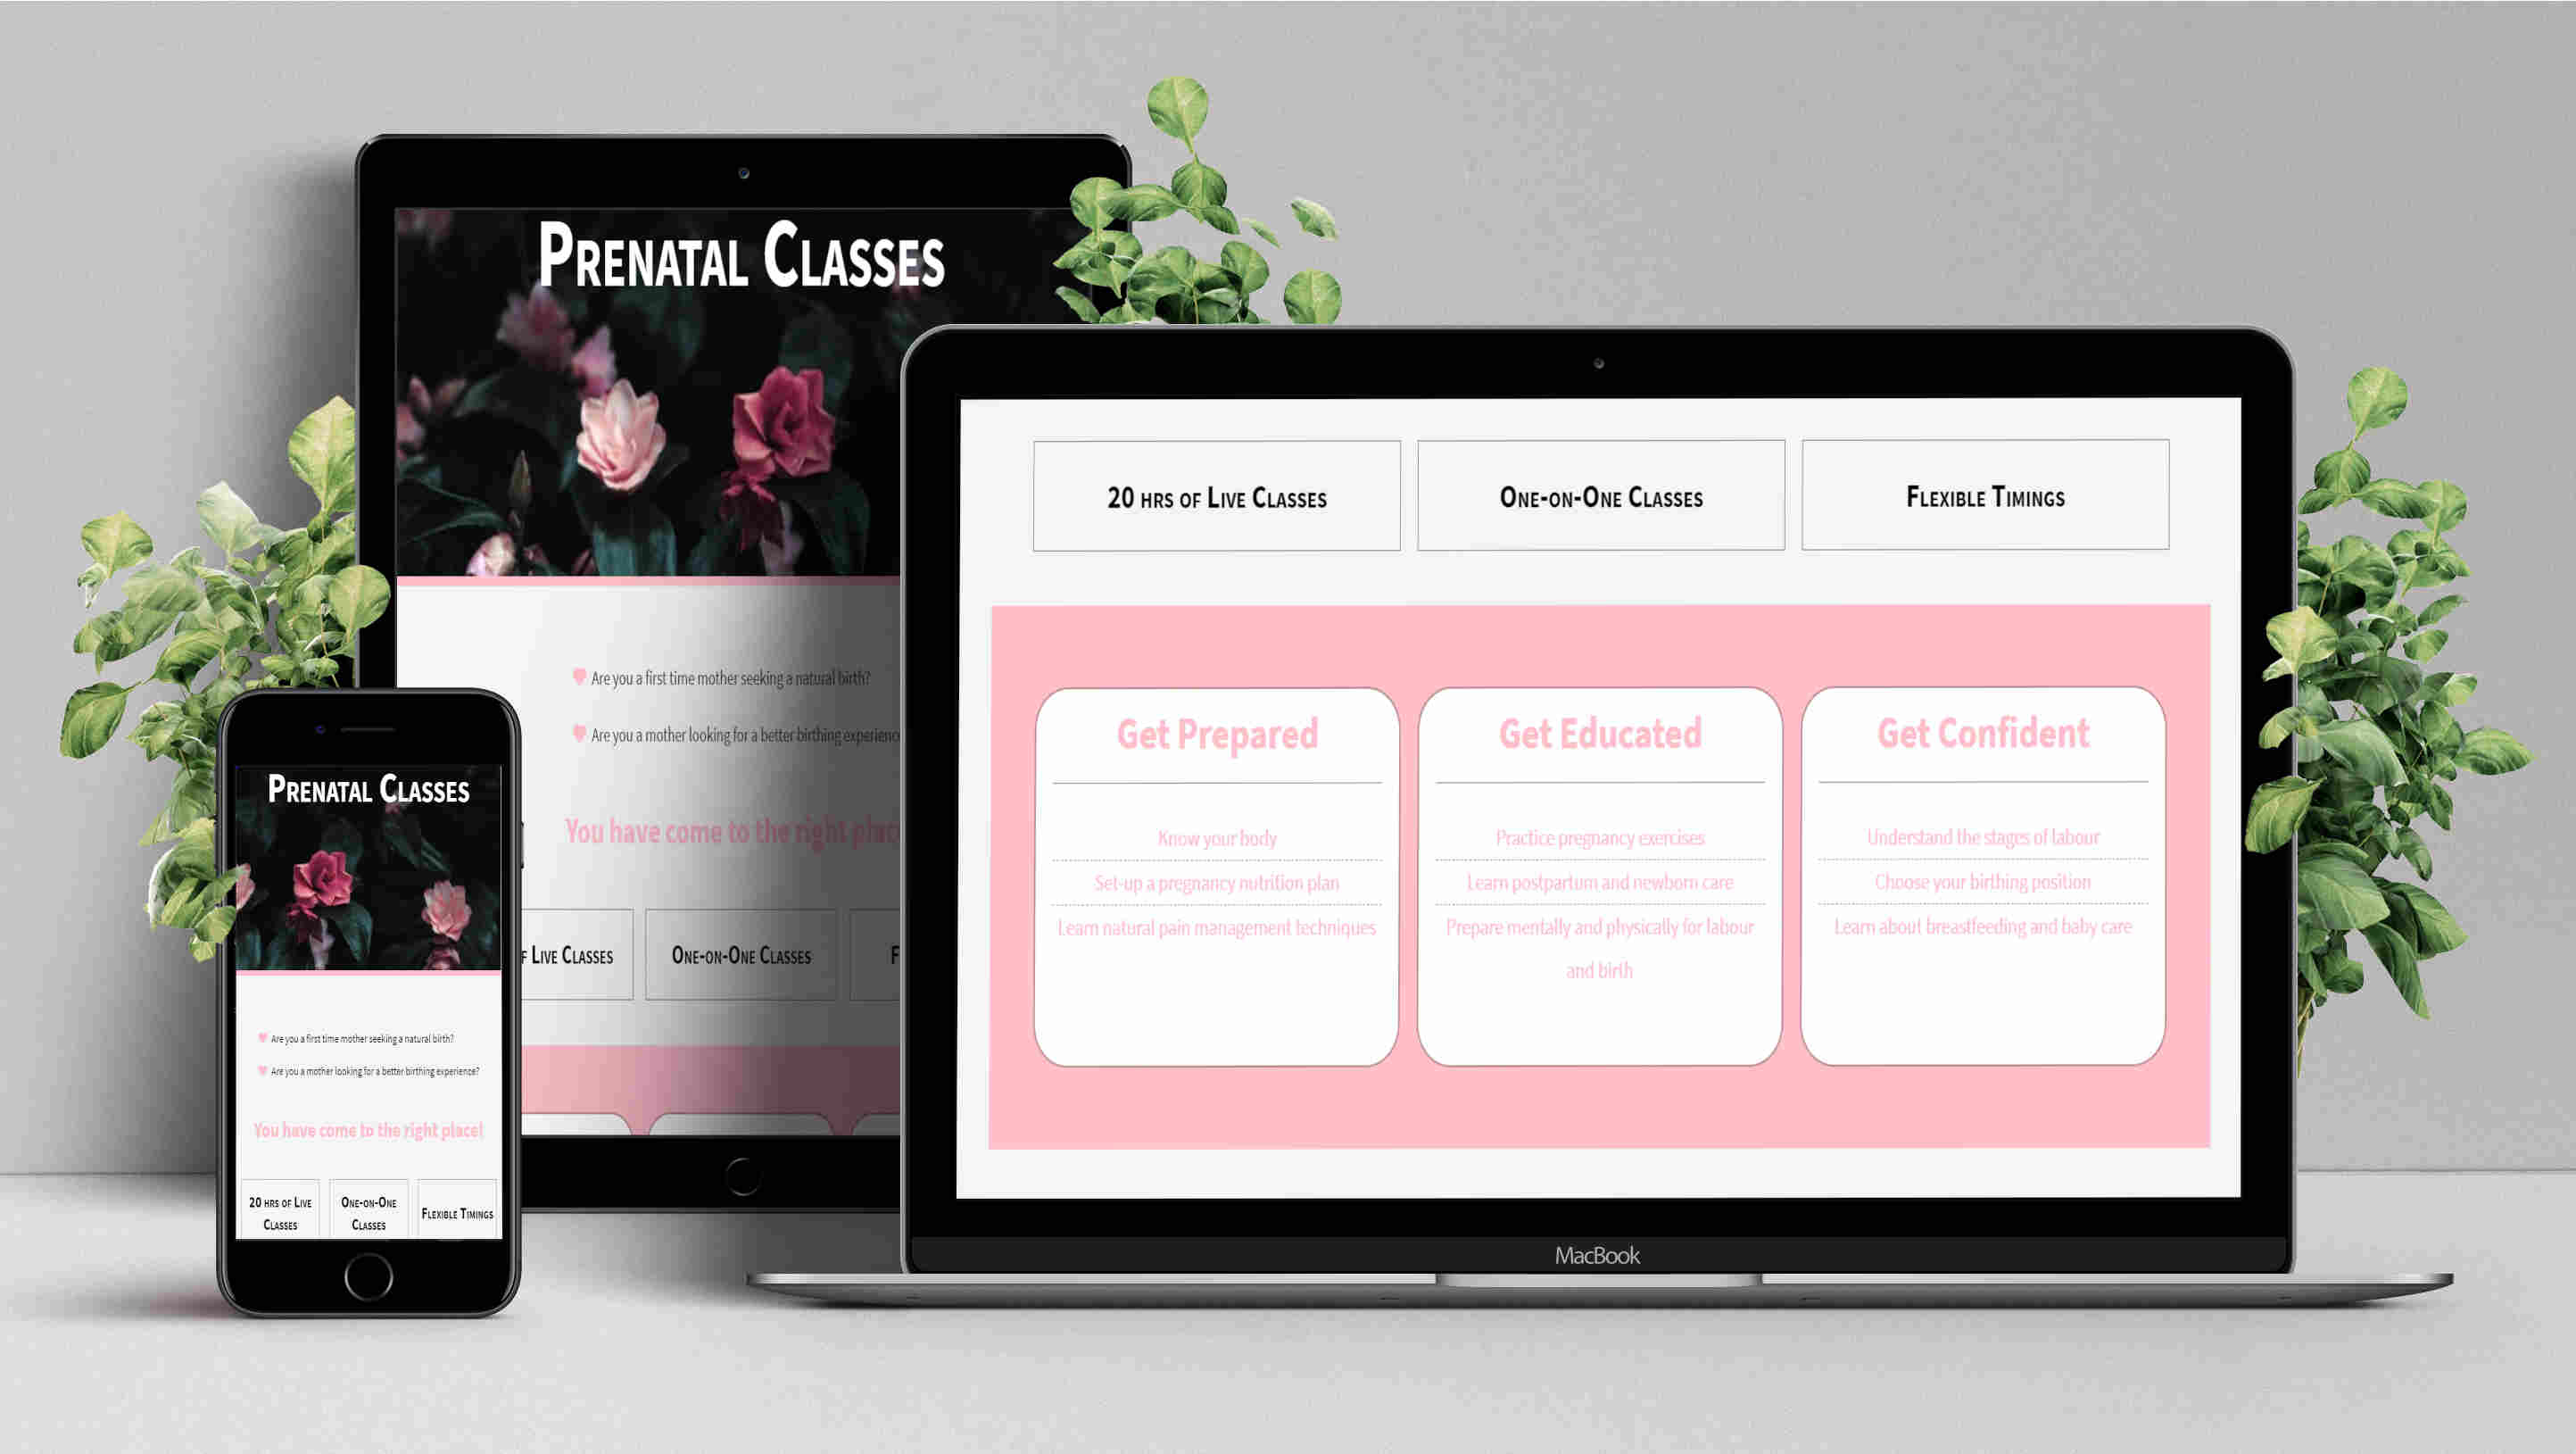 PRENATAL CLASSES
Are you a first time mother seeking a natural birth?
Are you a mother looking for a better birthing
You have come to the right
LIVE CLASSES
ONE-ON-ONE CLASSES
PRENATAL CLASSES
Are you a first time mother seeking a natural birth?
Are you a mother looking for a better birthing experience?
You have come to the right place!
20 HRS OF LIVE
CLASSES
ONE-ON-ONE
CLASSES
FLEXIBLE TIMINGS
20 HRS OF LIVE CLASSES
ONE-ON-ONE CLASSES
FLEXIBLE TIMINGS
Get Prepared
Know your body
Set-up a pregnancy nutrition plan
Learn natural pain management techniques
Get Educated
Practice pregnancy exercises
Learn postpartum and newborn care
Prepare mentally and physically for labour
and birth
Get Confident
Understand the stages of labour
Choose your birthing position
Learn about breastfeeding and baby care
MacBook